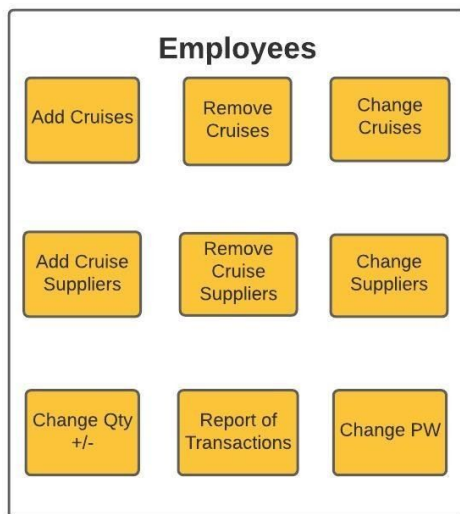 Employees
Add Cruises
Remove
Cruises
Change
Cruises
Add Cruise
Suppliers
Remove
Cruise
Suppliers
Change
Suppliers
Change Qty
+/-
Report of
Transactions
Change PW